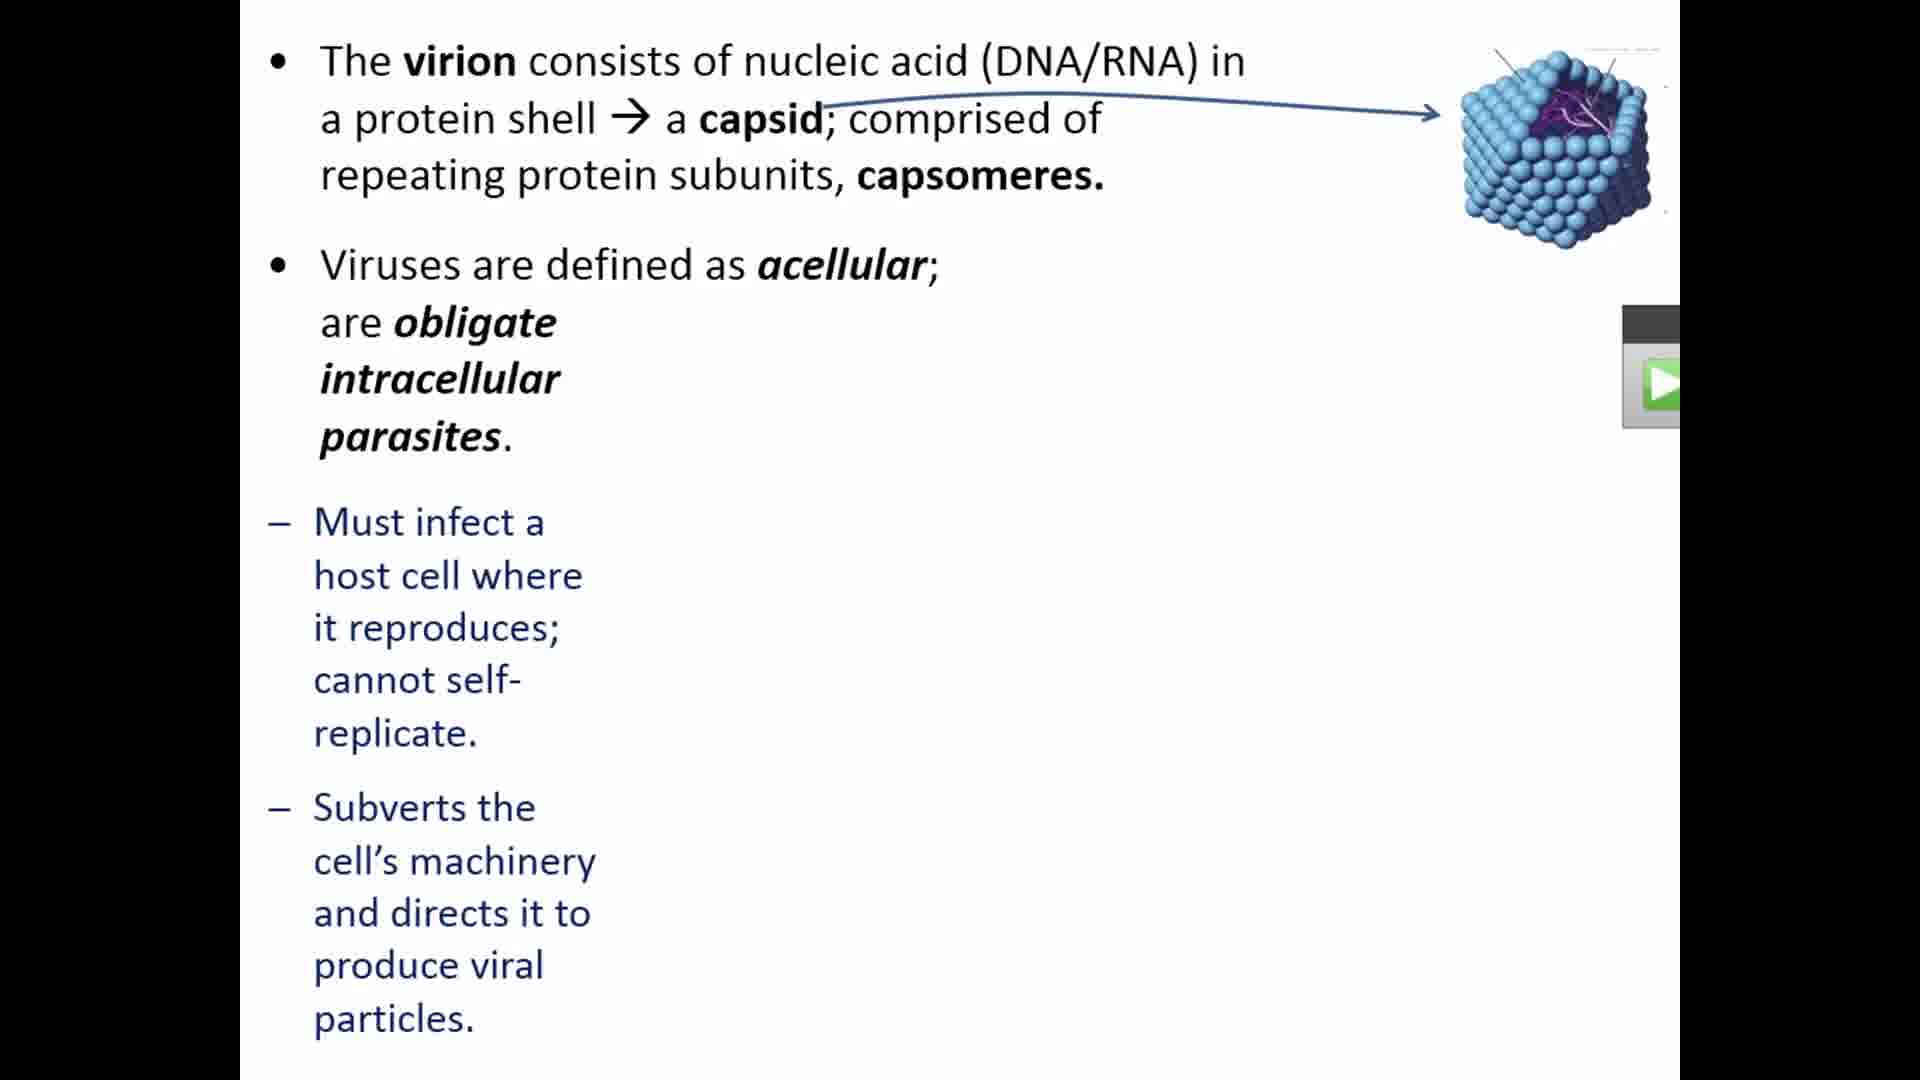 • The virion consists of nucleic acid (DNA/RNA) in
a protein shell → a capsid; comprised of
repeating protein subunits, capsomeres.
• Viruses are defined as acellular;
are obligate
intracellular
parasites.
– Must infect a
host cell where
it reproduces;
cannot self-
replicate.
– Subverts the
cell’s machinery
and directs it to
produce viral
particles.